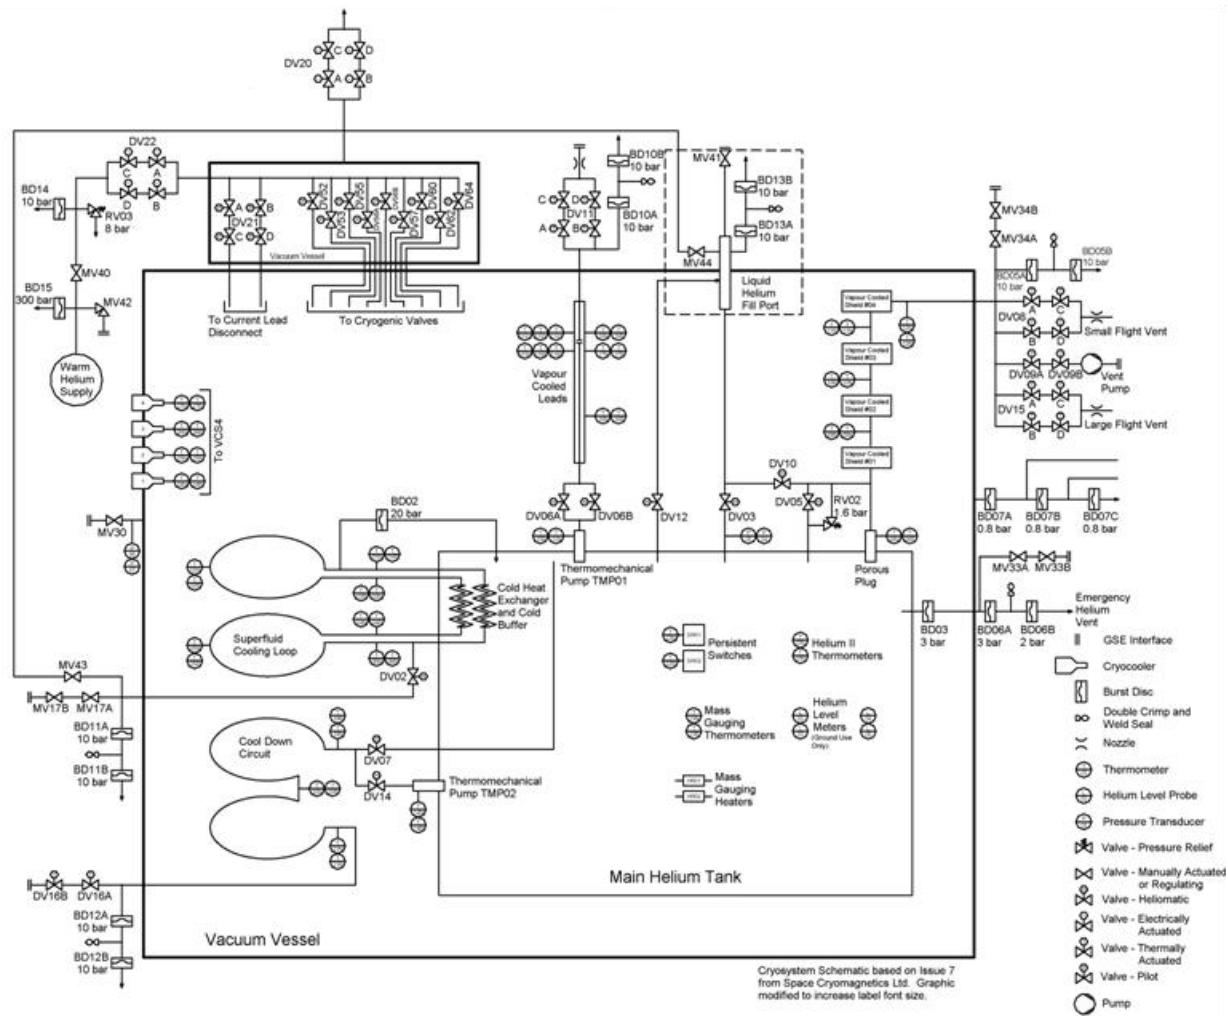 DV20
C
D
A
B
DV22
C
A
D
B
BD14
10 bar
RV03
8 bar
MV40
BD15
300 bar
MV42
Warm
Helium
Supply
A
B
DV21
C
D
DV52
DV53
DV55
DV57
DV60
DV62
DV64
Vacuum Vessel
To Current Lead
Disconnect
To Cryogenic Valves
C
D
DV11
A
B
BD10B
10 bar
BD10A
10 bar
MV41
BD13B
10 bar
BD13A
10 bar
MV44
Liquid
Helium
Fill Port
MV34B
MV34A
BD05A
10 bar
BD05B
10 bar
A
C
DV08
B
D
Small Flight Vent
DV09A
DV09B
Vent
Pump
A
C
DV15
B
D
Large Flight Vent
Vapour Cooled
Shield #04
Vapour Cooled
Shield #03
Vapour Cooled
Shield #02
Vapour Cooled
Shield #01
Vapour
Cooled
Leads
To VCS4
MV30
BD02
20 bar
DV06A
DV06B
DV12
DV03
DV10
DV05
RV02
1.6 bar
Thermomechanical
Pump TMP01
Porous
Plug
BD07A
0.8 bar
BD07B
0.8 bar
BD07C
0.8 bar
MV33A
MV33B
BD03
3 bar
BD06A
3 bar
BD06B
2 bar
Emergency
Helium
Vent
Cold Heat
Exchanger
and Cold
Buffer
Superfluid
Cooling Loop
DV02
MV43
MV17B
MV17A
BD11A
10 bar
BD11B
10 bar
Cool Down
Circuit
DV07
DV14
Thermomechanical
Pump TMP02
Persistent
Switches
Helium II
Thermometers
Mass
Gauging
Thermometers
Helium
Level
Meters
(Ground Use
Only)
Mass
Gauging
Heaters
Main Helium Tank
DV16B
DV16A
BD12A
10 bar
BD12B
10 bar
Vacuum Vessel
GSE Interface
Cryocooler
Burst Disc
Double Crimp and
Weld Seal
Nozzle
Thermometer
Helium Level Probe
Pressure Transducer
Valve - Pressure Relief
Valve - Manually Actuated
or Regulating
Valve - Heliomatic
Valve - Electrically
Actuated
Valve - Thermally
Actuated
Valve - Pilot
Pump
Cryosystem Schematic based on Issue 7
from Space Cryomagnetics Ltd. Graphic
modified to increase label font size.